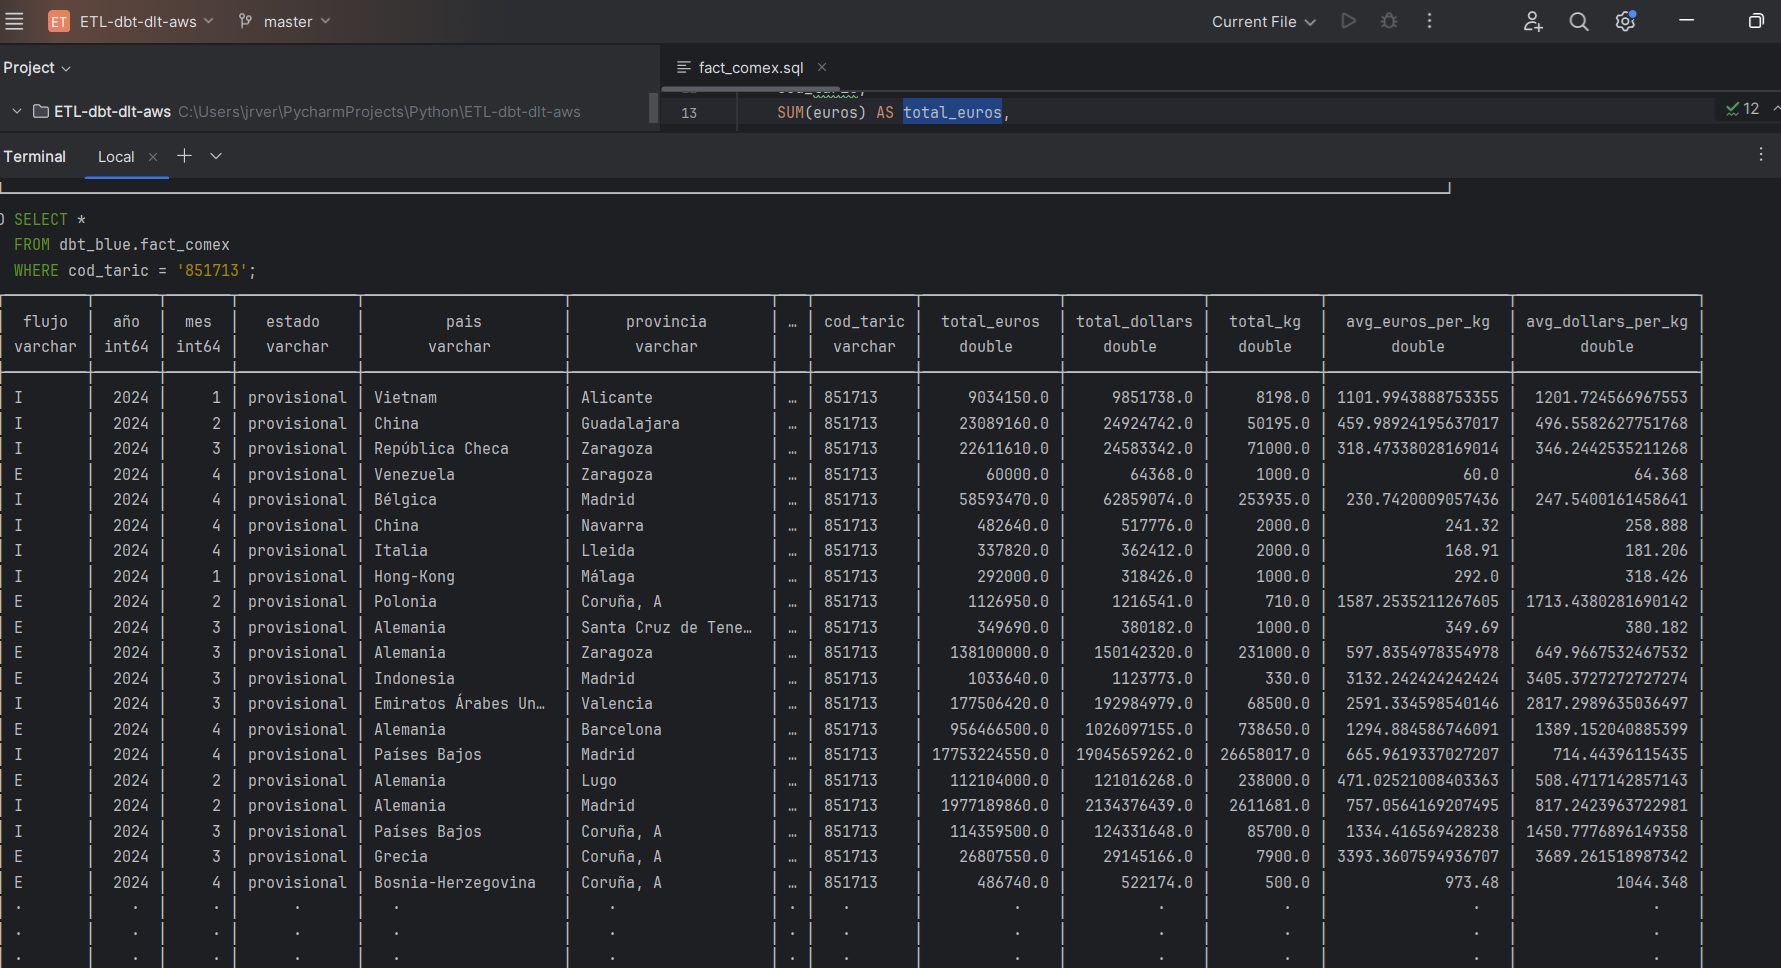 ET ETL-dbt-dlt-aws master Current File
Project
fact_comex.sql
ETL-dbt-dlt-aws C:\Users\jrver\PycharmProjects\Python\ETL-dbt-dlt-aws
13 SUM(euros) AS total_euros, 12
Terminal Local
SELECT *
FROM dbt_blue.fact_comex
WHERE cod_taric = '851713';
flujo año mes estado pais provincia … cod_taric total_euros total_dollars total_kg avg_euros_per_kg avg_dollars_per_kg
varchar int64 int64 varchar varchar varchar varchar double double double double double
I 2024 1 provisional Vietnam Alicante … 851713 9034150.0 9851738.0 8198.0 1101.9943888753355 1201.724566967553
I 2024 2 provisional China Guadalajara … 851713 23089160.0 24924742.0 50195.0 459.98924195637017 496.5582627751768
I 2024 3 provisional República Checa Zaragoza … 851713 22611610.0 24583342.0 71000.0 318.47338028169014 346.2442535211268
E 2024 4 provisional Venezuela Zaragoza … 851713 60000.0 64368.0 1000.0 60.0 64.368
I 2024 4 provisional Bélgica Madrid … 851713 58593470.0 62859074.0 253935.0 230.7420009057436 247.5400161458641
I 2024 4 provisional China Navarra … 851713 482640.0 517776.0 2000.0 241.32 258.888
I 2024 4 provisional Italia Lleida … 851713 337820.0 362412.0 2000.0 168.91 181.206
I 2024 1 provisional Hong-Kong Málaga … 851713 292000.0 318426.0 1000.0 292.0 318.426
E 2024 2 provisional Polonia Coruña, A … 851713 1126950.0 1216541.0 710.0 1587.2535211267605 1713.4380281690142
E 2024 3 provisional Alemania Santa Cruz de Tene… … 851713 349690.0 380182.0 1000.0 349.69 380.182
E 2024 3 provisional Alemania Zaragoza … 851713 138100000.0 150142320.0 231000.0 597.8354978354978 649.9667532467532
E 2024 3 provisional Indonesia Madrid … 851713 1033640.0 1123773.0 330.0 3132.242424242424 3405.3727272727274
I 2024 3 provisional Emiratos Árabes Un… Valencia … 851713 177506420.0 192984979.0 68500.0 2591.334598540146 2817.2989635036497
E 2024 4 provisional Alemania Barcelona … 851713 956466500.0 1026097155.0 738650.0 1294.884586746091 1389.152040885399
I 2024 4 provisional Países Bajos Madrid … 851713 17753224550.0 19045659262.0 26658017.0 665.9619337027207 714.44396115435
E 2024 2 provisional Alemania Lugo … 851713 112104000.0 121016268.0 238000.0 471.02521008403363 508.4717142857143
I 2024 2 provisional Alemania Madrid … 851713 1977189860.0 2134376439.0 2611681.0 757.0564169207495 817.2423963722981
I 2024 3 provisional Países Bajos Coruña, A … 851713 114359500.0 124331648.0 85700.0 1334.416569428238 1450.7776896149358
E 2024 3 provisional Grecia Coruña, A … 851713 26807550.0 29145166.0 7900.0 3393.3607594936707 3689.261518987342
E 2024 4 provisional Bosnia-Herzegovina Coruña, A … 851713 486740.0 522174.0 500.0 973.48 1044.348